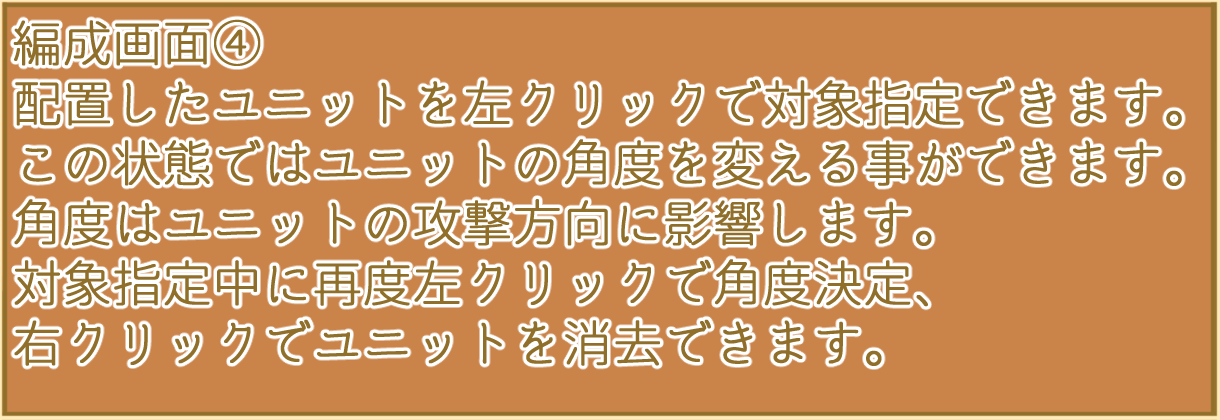 編成画面④
配置したユニットを左クリックで対象指定できます。
この状態ではユニットの角度を変える事ができます。
角度はユニットの攻撃方向に影響します。
対象指定中に再度左クリックで角度決定、
右クリックでユニットを消去できます。